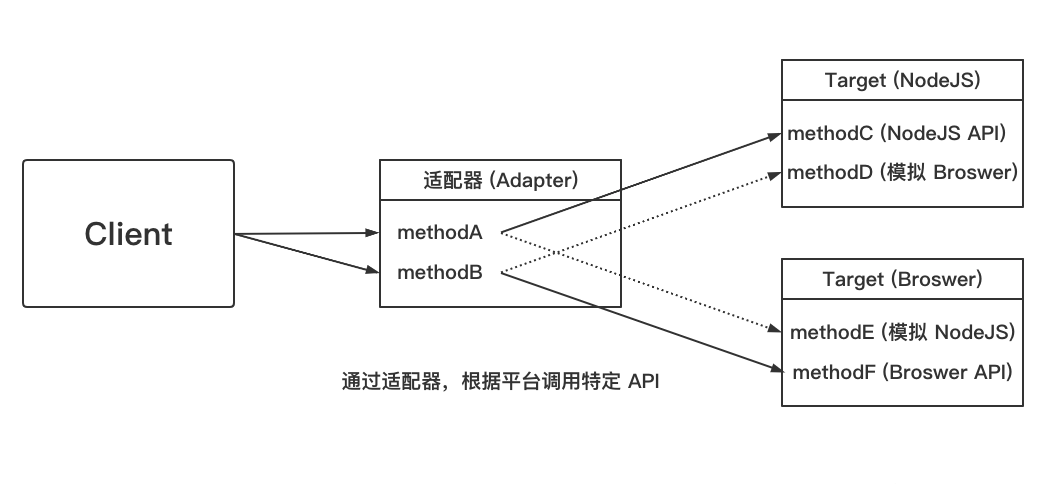 Client
适配器 (Adapter)
methodA
methodB
Target (NodeJS)
methodC (NodeJS API)
methodD (模拟 Broswer)
Target (Broswer)
methodE (模拟 NodeJS)
methodF (Broswer API)
通过适配器，根据平台调用特定 API